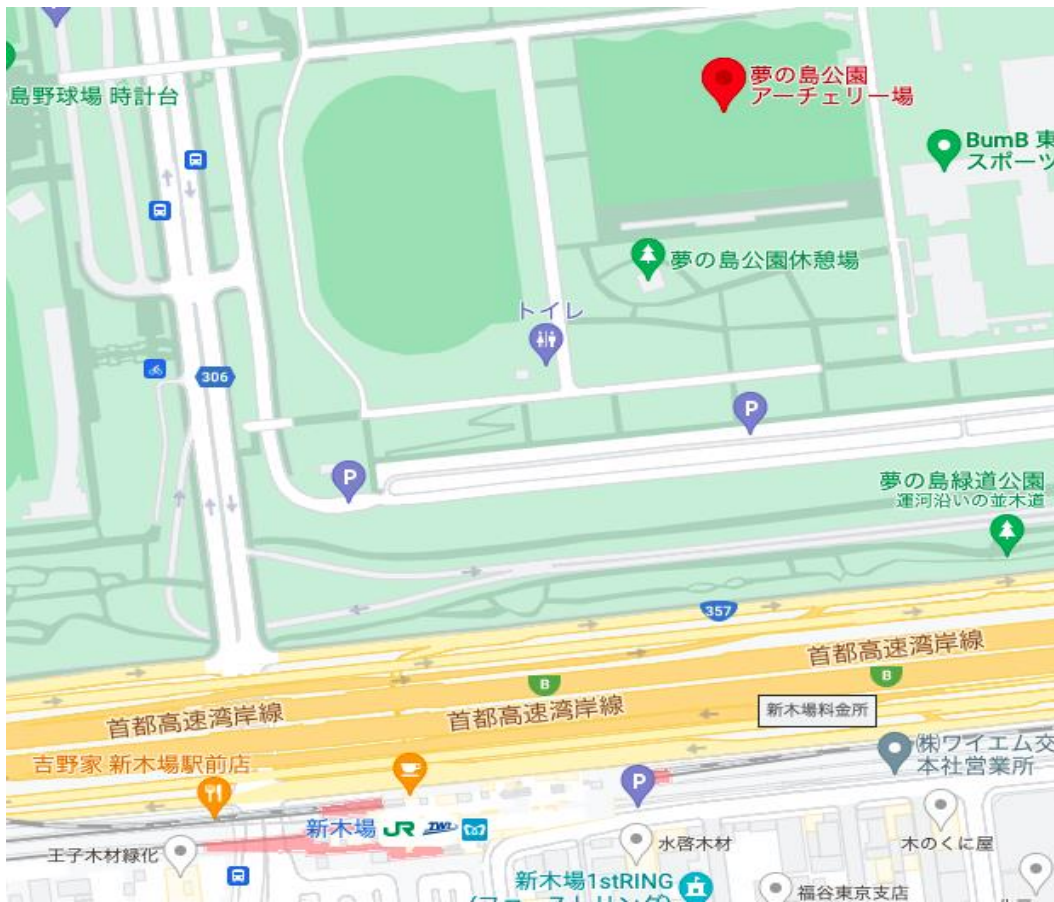 夢の島公園
アーチェリー場
島野球場 時計台
BumB 東
スポーツ
夢の島公園休憩場
トイレ
306
P
P
夢の島緑道公園
運河沿いの並木道
357
首都高速湾岸線
B
B
首都高速湾岸線
首都高速湾岸線
新木場料金所
㈱ワイエム交
本社営業所
吉野家 新木場駅前店
P
新木場 JR TWR
水啓木材
木のくに屋
王子木材緑化
新木場1stRING
福谷東京支店